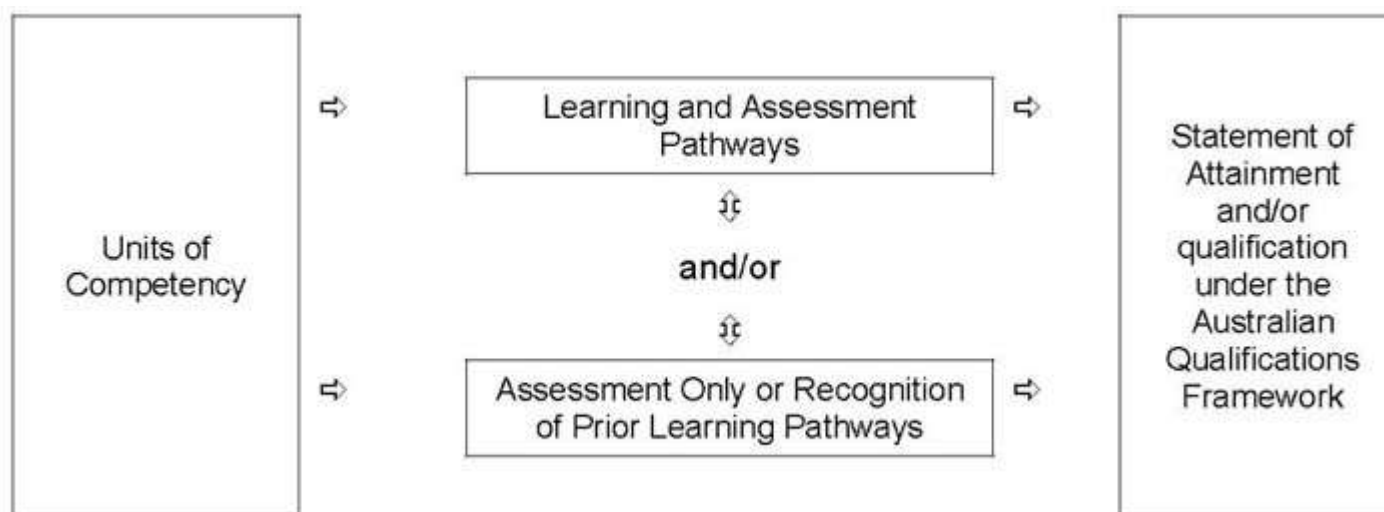 Units of
Competency
Learning and Assessment
Pathways
and/or
Assessment Only or Recognition
of Prior Learning Pathways
Statement of
Attainment
and/or
qualification
under the
Australian
Qualifications
Framework